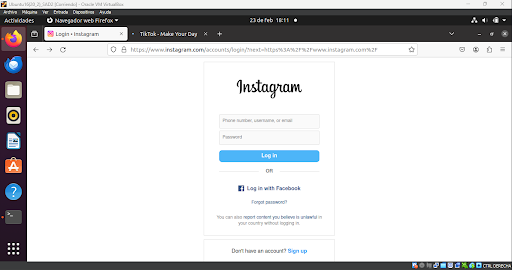 Ubuntu1620_D_GSED [Corriendo] - Oracle VM VirtualBox
Archivo Máquina Ver Entrada Dispositivos Ayuda
Actividades Navegador web Firefox 23 de feb 18:11
Login • Instagram TikTok - Make Your Day
https://www.instagram.com/accounts/login/?next=https%3A%2F%2Fwww.instagram.com%2F
Instagram
Phone number, username, or email
Password
Log in
OR
Log in with Facebook
Forgot password?
You can also report content you believe is unlawful in
your country without logging in.
Don't have an account? Sign up
CTRL DERECHA